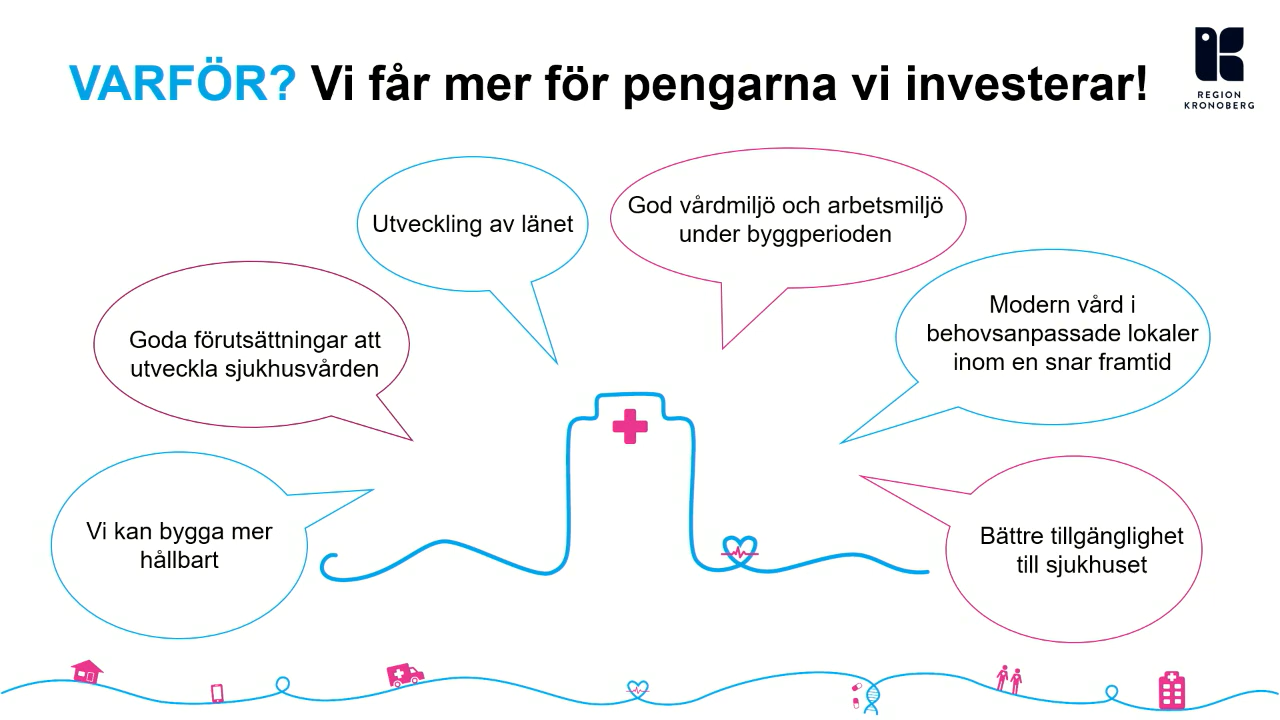 VARFÖR? Vi får mer för pengarna vi investerar!
REGION
KRONOBERG
Utveckling av länet
God vårdmiljö och arbetsmiljö
under byggperioden
Goda förutsättningar att
utveckla sjukhusvården
Modern vård i
behovsanpassade lokaler
inom en snar framtid
Vi kan bygga mer
hållbart
Bättre tillgänglighet
till sjukhuset